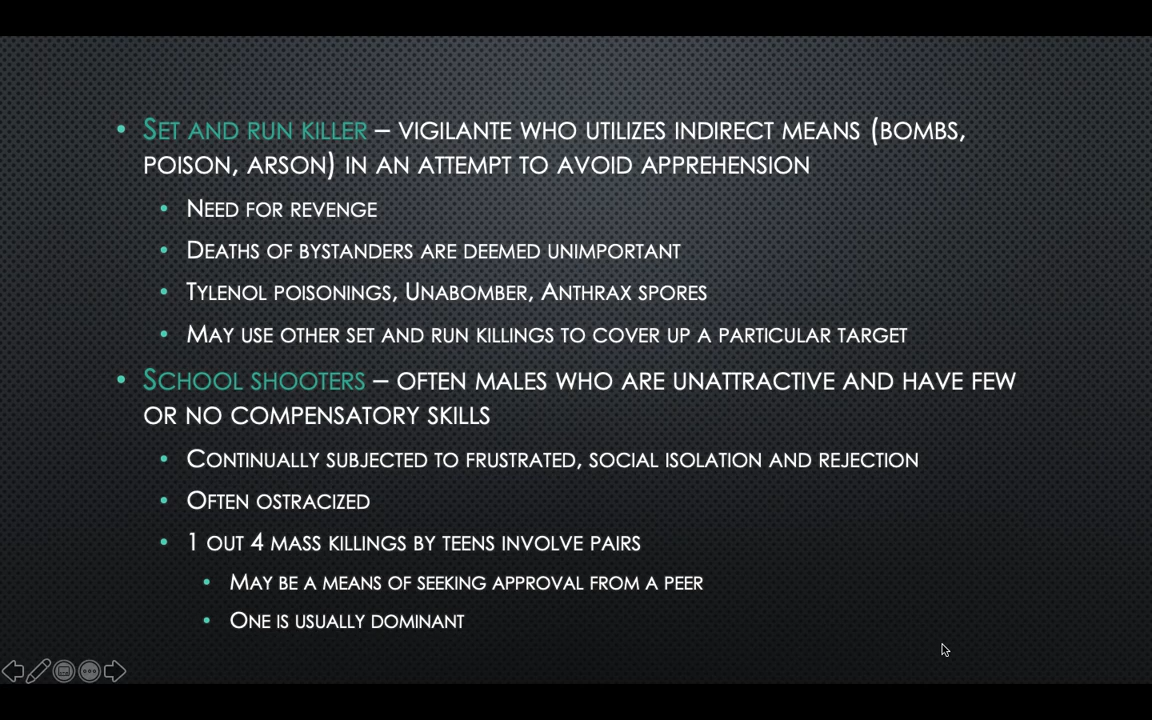 • Set and run killer – vigilante who utilizes indirect means (bombs,
poison, arson) in an attempt to avoid apprehension
• Need for revenge
• Deaths of bystanders are deemed unimportant
• Tylenol poisonings, Unabomber, Anthrax spores
• May use other set and run killings to cover up a particular target
• School shooters – often males who are unattractive and have few
or no compensatory skills
• Continually subjected to frustrated, social isolation and rejection
• Often ostracized
• 1 out 4 mass killings by teens involve pairs
• May be a means of seeking approval from a peer
• One is usually dominant